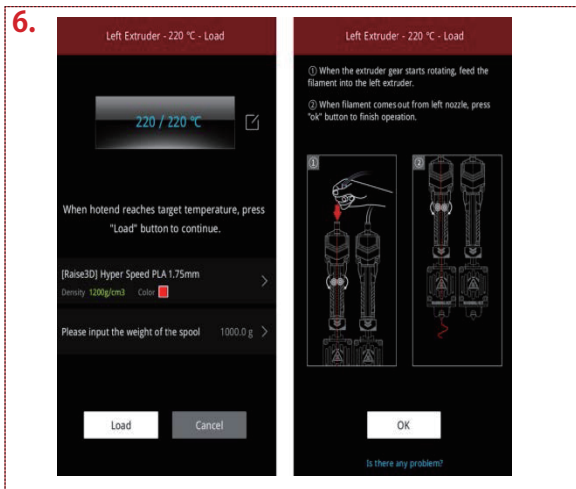 6.
Left Extruder - 220 ℃ - Load
220 / 220 ℃
When hotend reaches target temperature, press
"Load" button to continue.
[Raise3D] Hyper Speed PLA 1.75mm
Density 1200g/cm3 Color
Please input the weight of the spool 1000.0 g >
Load Cancel
Left Extruder - 220 ℃ - Load
① When the extruder gear starts rotating, feed the
filament into the left extruder.
② When filament comes out from left nozzle, press
"ok" button to finish operation.
① ②
OK
Is there any problem?